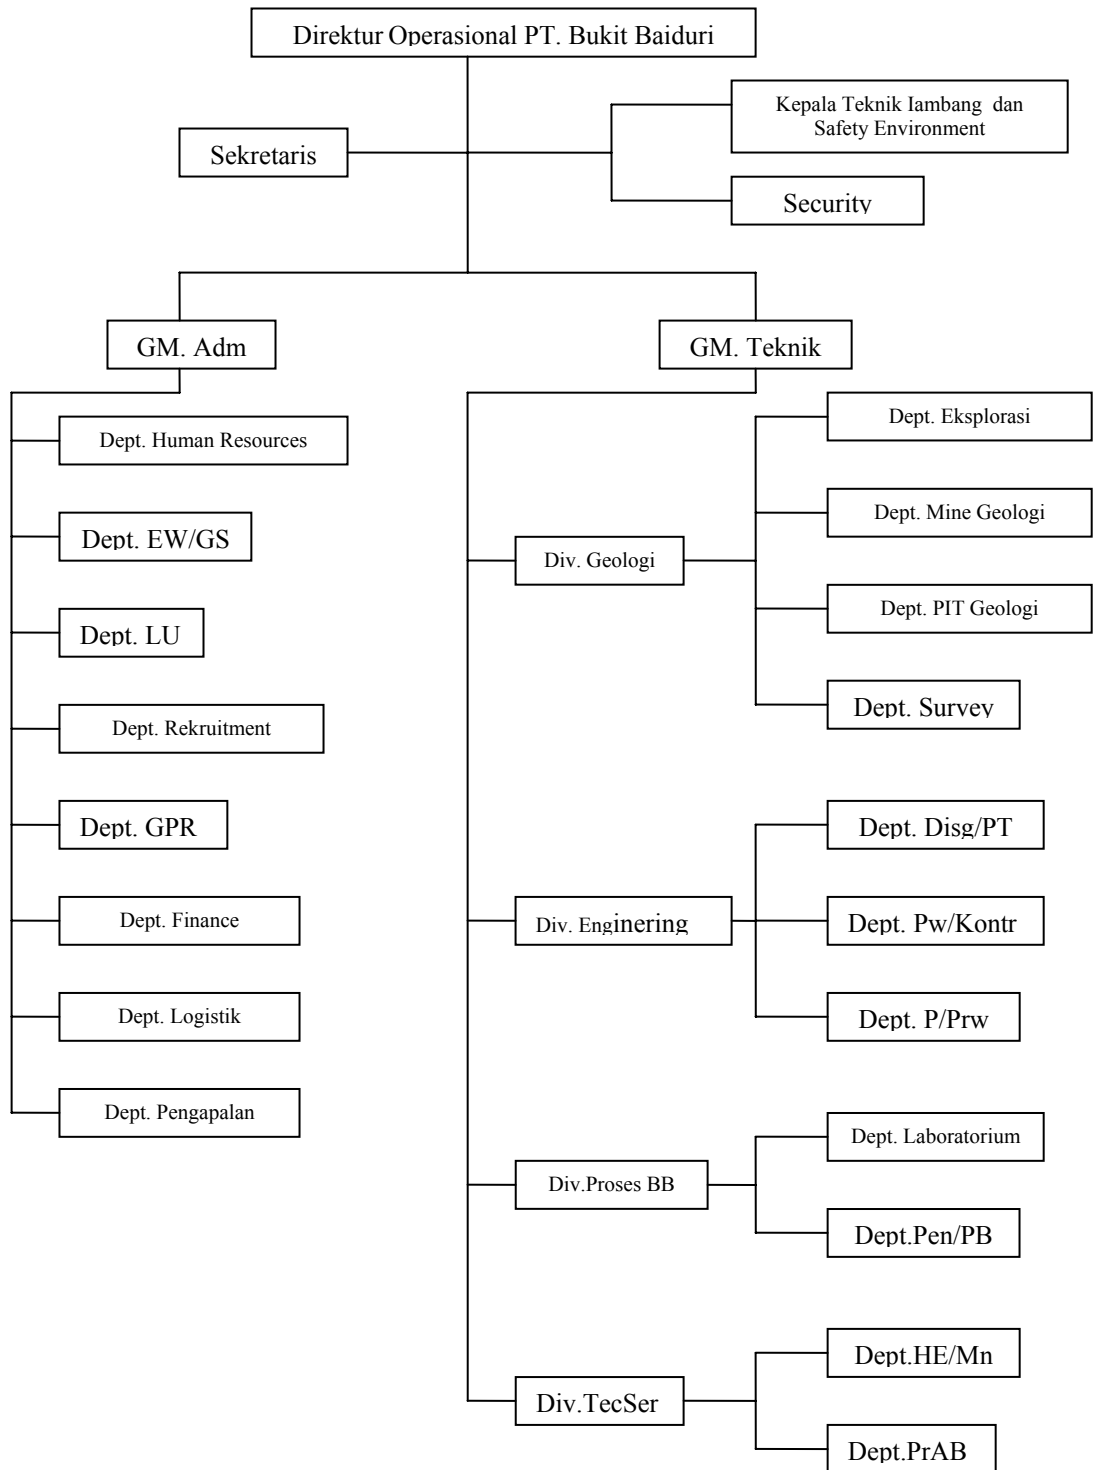 Direktur Operasional PT. Bukit Baiduri
Kepala Teknik Iambang dan
Safety Environment
Sekretaris
Security
GM. Adm
GM. Teknik
Dept. Human Resources
Dept. EW/GS
Dept. LU
Dept. Rekruitment
Dept. GPR
Dept. Finance
Dept. Logistik
Dept. Pengapalan
Div. Geologi
Dept. Eksplorasi
Dept. Mine Geologi
Dept. PIT Geologi
Dept. Survey
Div. Enginering
Dept. Disg/PT
Dept. Pw/Kontr
Dept. P/Prw
Div.Proses BB
Dept. Laboratorium
Dept.Pen/PB
Div.TecSer
Dept.HE/Mn
Dept.PrAB